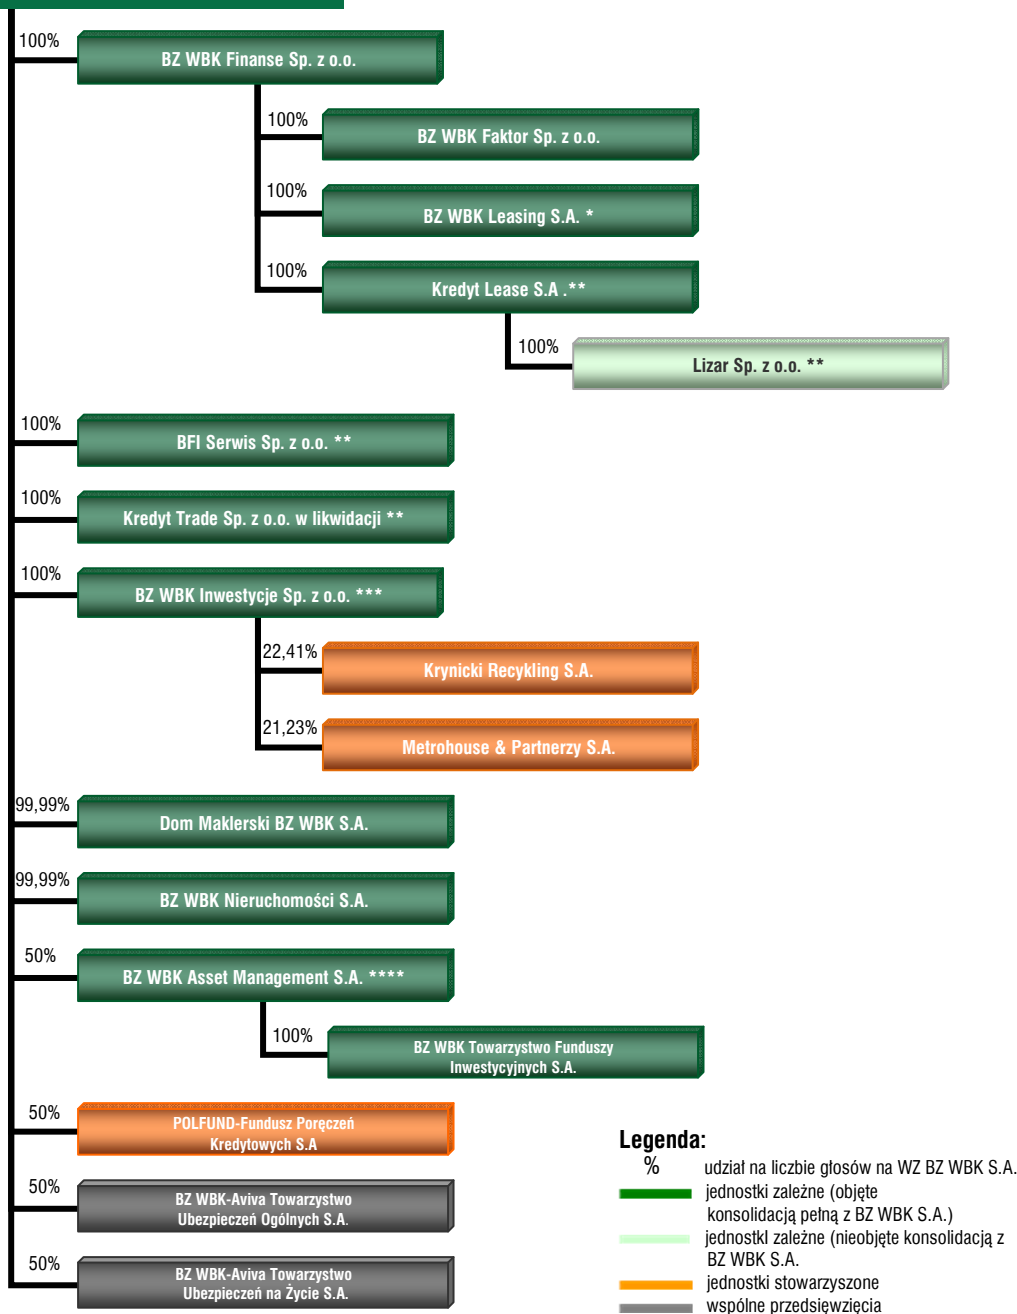 100%
BZ WBK Finanse Sp. z o.o.
100%
BZ WBK Faktor Sp. z o.o.
100%
BZ WBK Leasing S.A. *
100%
Kredyt Lease S.A .**
100%
Lizar Sp. z o.o. **
100%
BFI Serwis Sp. z o.o. **
100%
Kredyt Trade Sp. z o.o. w likwidacji **
100%
BZ WBK Inwestycje Sp. z o.o. ***
22,41%
Krynicki Recykling S.A.
21,23%
Metrohouse & Partnerzy S.A.
99,99%
Dom Maklerski BZ WBK S.A.
99,99%
BZ WBK Nieruchomości S.A.
50%
BZ WBK Asset Management S.A. ****
100%
BZ WBK Towarzystwo Funduszy
Inwestycyjnych S.A.
50%
POLFUND-Fundusz Poręczeń
Kredytowych S.A
50%
BZ WBK-Aviva Towarzystwo
Ubezpieczeń Ogólnych S.A.
50%
BZ WBK-Aviva Towarzystwo
Ubezpieczeń na Życie S.A.
Legenda:
% udział na liczbie głosów na WZ BZ WBK S.A.
jednostki zależne (objęte
konsolidacją pełną z BZ WBK S.A.)
jednostkI zależne (nieobjęte konsolidacją z
BZ WBK S.A.
jednostki stowarzyszone
wspólne przedsięwzięcia